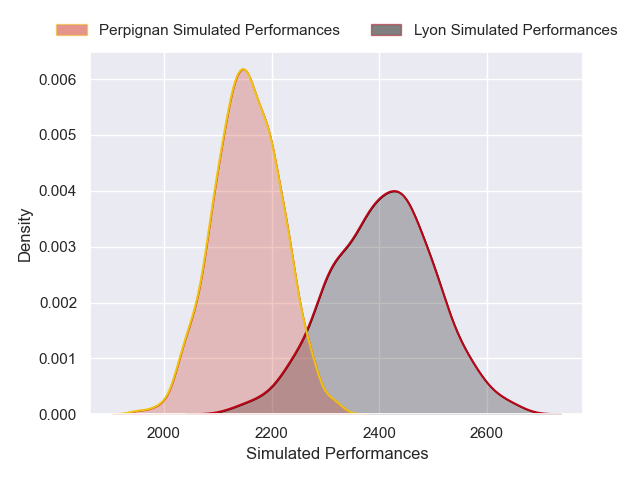 Perpignan Simulated Performances Lyon Simulated Performances
0.006
0.005
0.004
0.003
0.002
0.001
0.000
Density
2000 2200 2400 2600
Simulated Performances